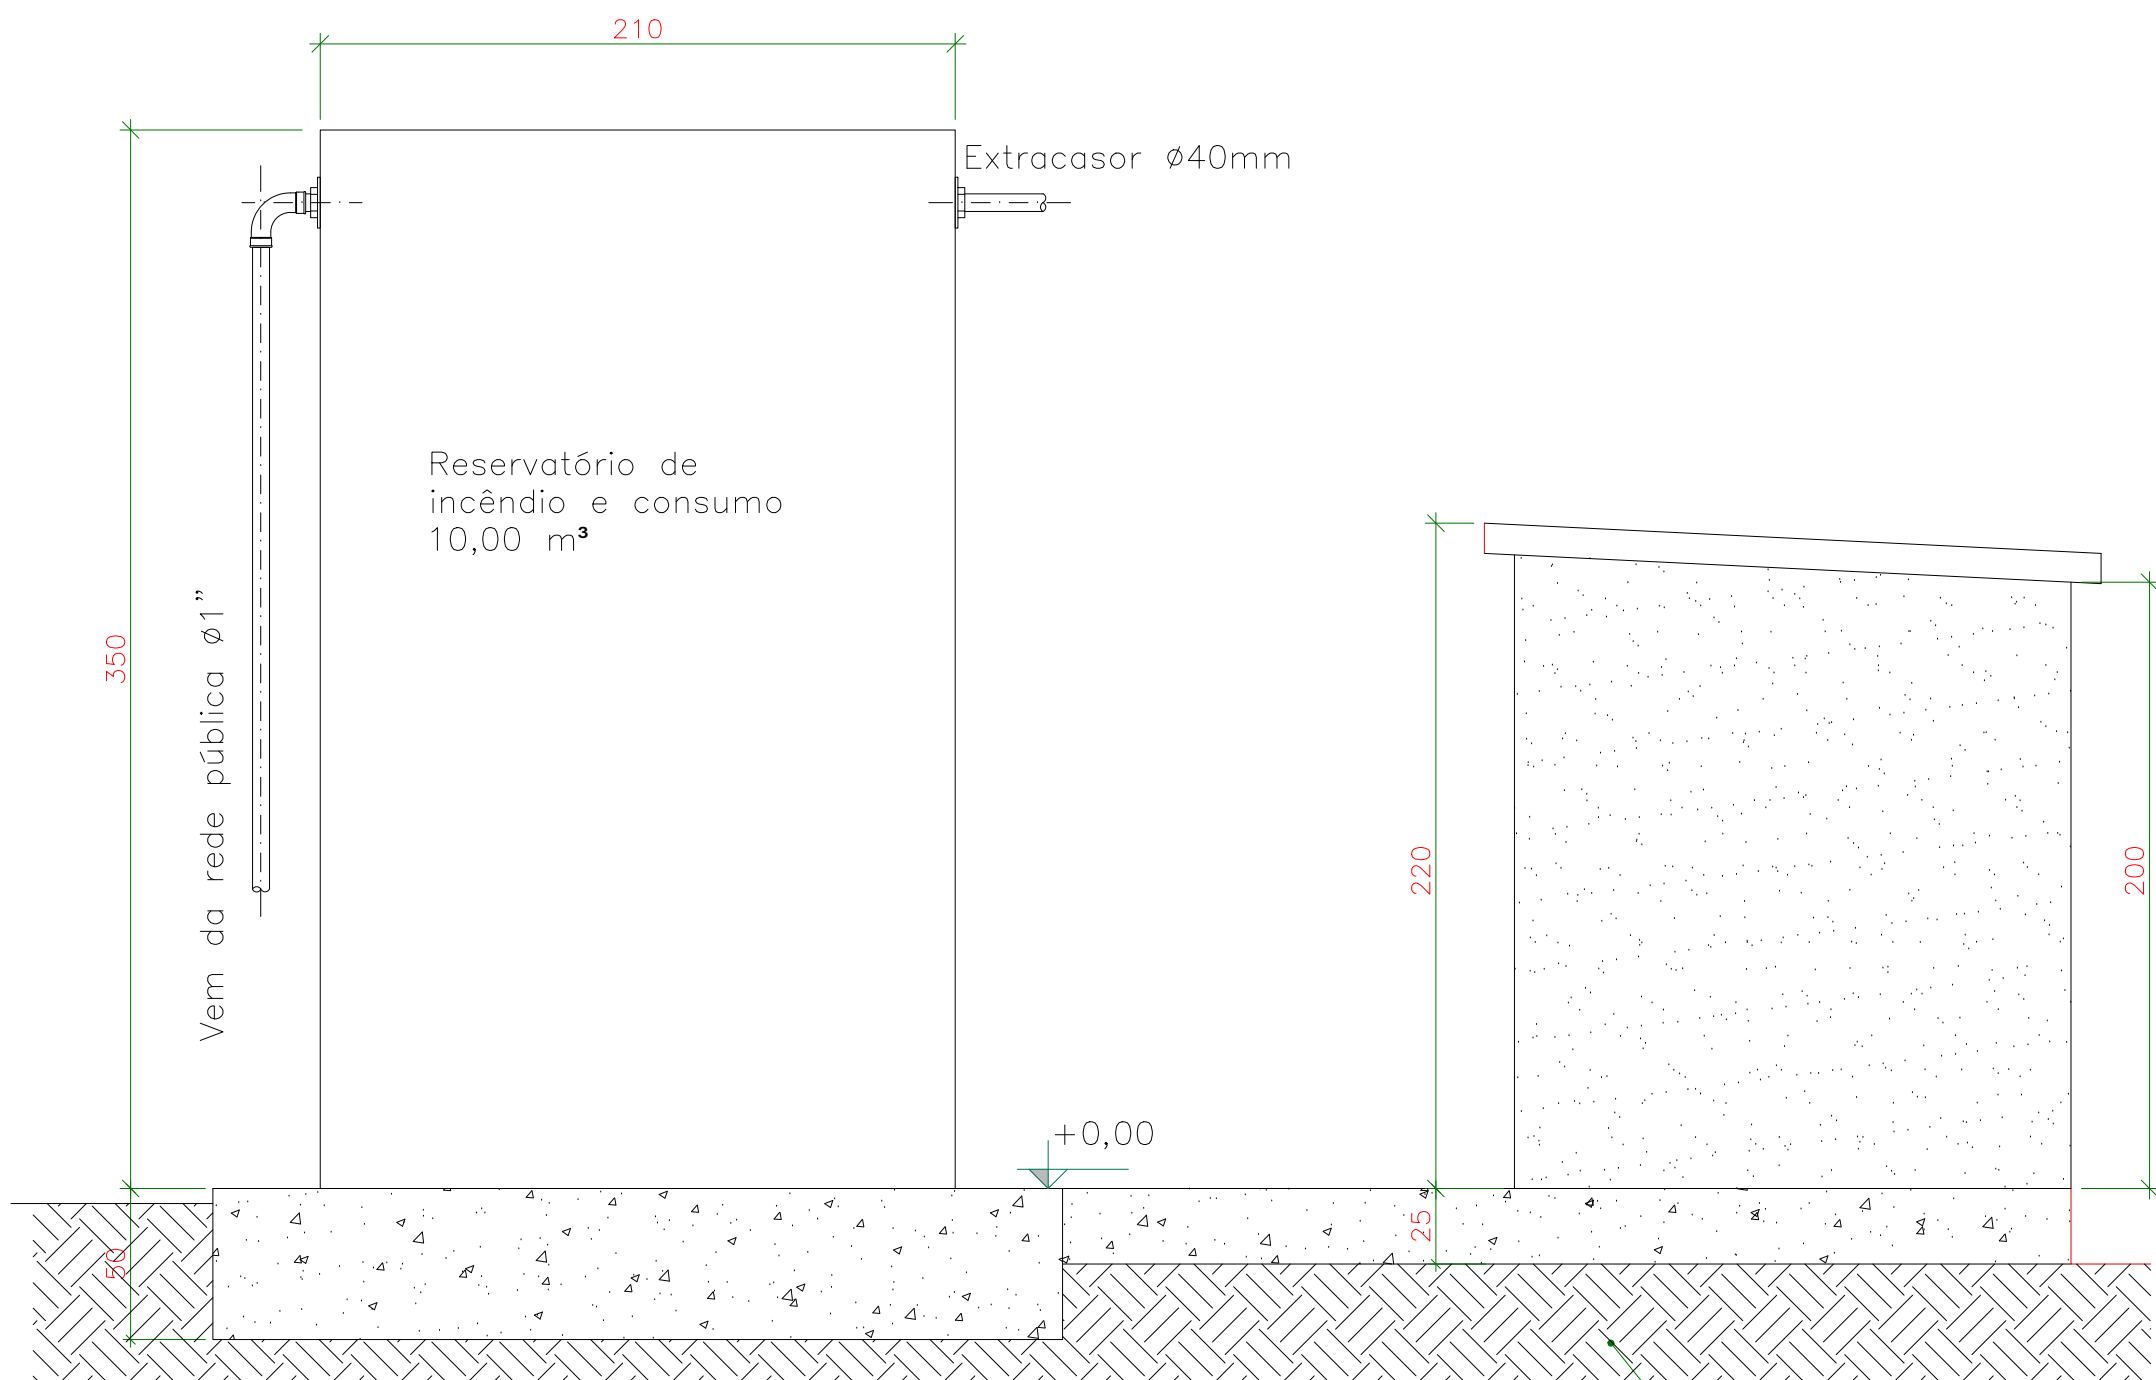 210
Extracasor ø40mm
Reservatório de
incêndio e consumo
10,00 m³
Vem da rede pública ø1”
350
220
200
+0,00
25
50